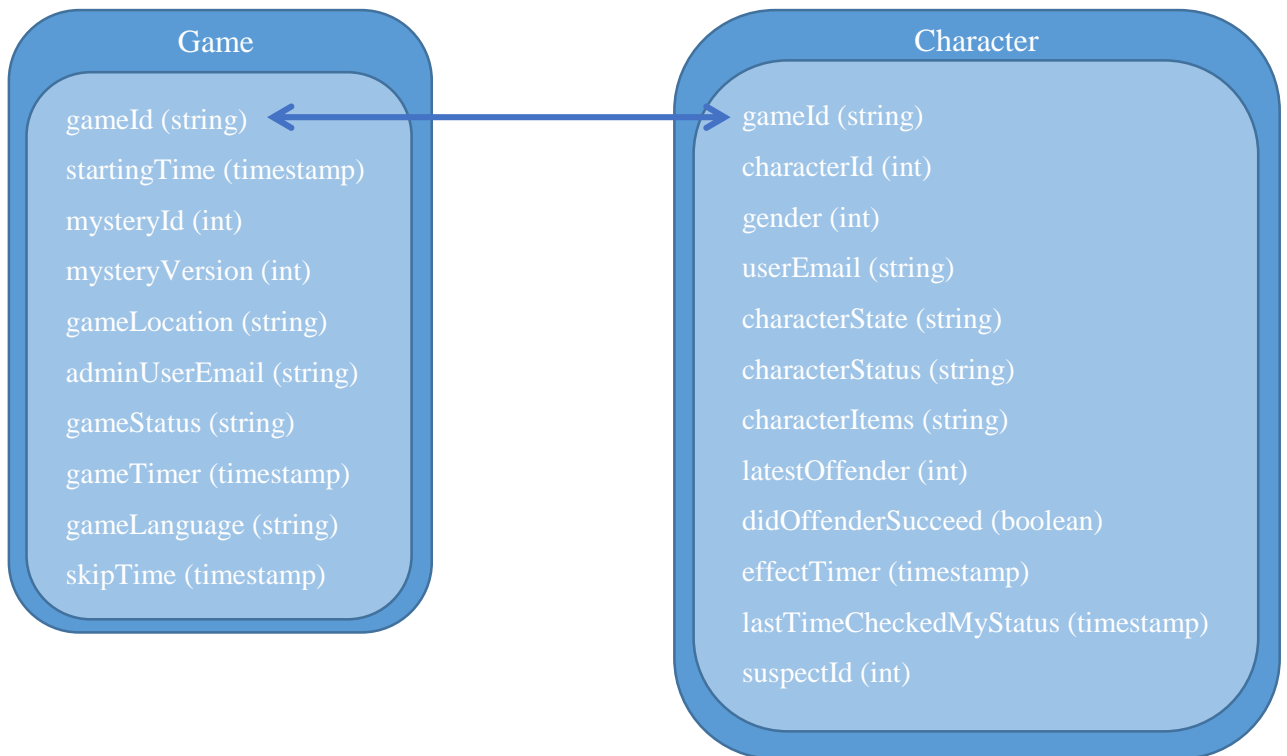 Game
gameId (string)
startingTime (timestamp)
mysteryId (int)
mysteryVersion (int)
gameLocation (string)
adminUserEmail (string)
gameStatus (string)
gameTimer (timestamp)
gameLanguage (string)
skipTime (timestamp)
Character
gameId (string)
characterId (int)
gender (int)
userEmail (string)
characterState (string)
characterStatus (string)
characterItems (string)
latestOffender (int)
didOffenderSucceed (boolean)
effectTimer (timestamp)
lastTimeCheckedMyStatus (timestamp)
suspectId (int)